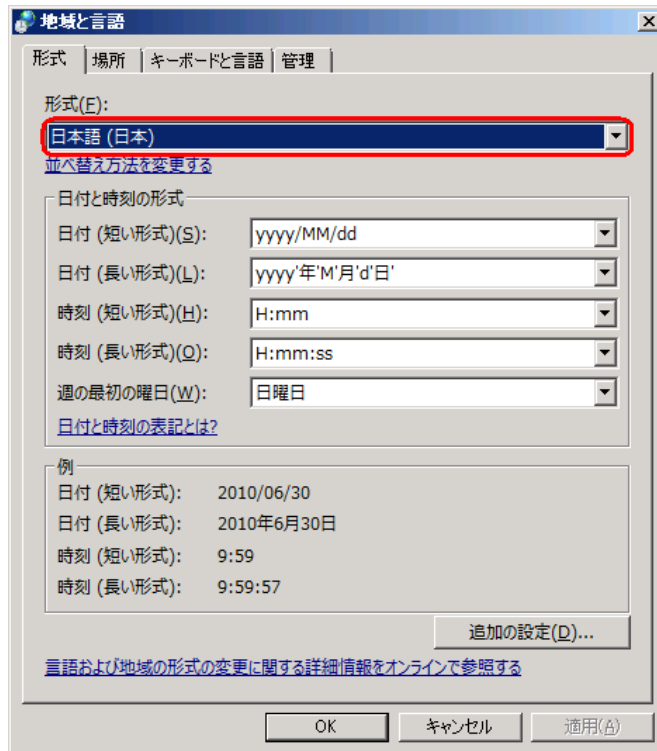 地域と言語
形式 場所 キーボードと言語 管理
形式(F):
日本語 (日本)
並べ替え方法を変更する
日付と時刻の形式
日付 (短い形式)(S): yyyy/MM/dd
日付 (長い形式)(L): yyyy'年'M'月'd'日'
時刻 (短い形式)(H): H:mm
時刻 (長い形式)(O): H:mm:ss
週の最初の曜日(W): 日曜日
日付と時刻の表記とは?
例
日付 (短い形式): 2010/06/30
日付 (長い形式): 2010年6月30日
時刻 (短い形式): 9:59
時刻 (長い形式): 9:59:57
追加の設定(D)...
言語および地域の形式の変更に関する詳細情報をオンラインで参照する
OK キャンセル 適用(A)